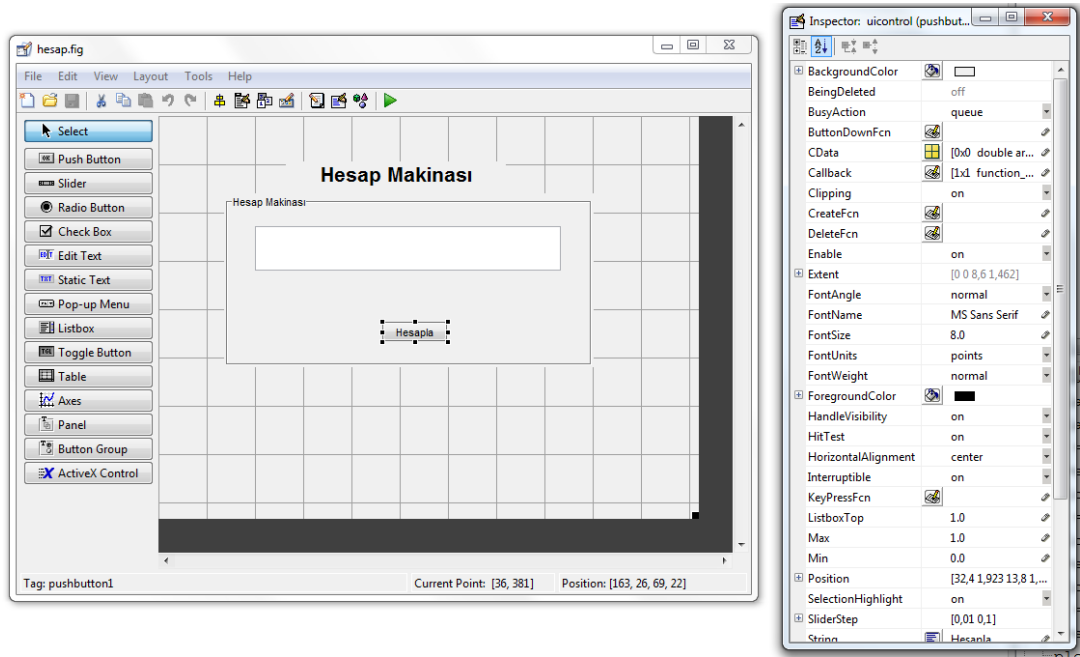 hesap.fig
File Edit View Layout Tools Help
Select
Push Button
Slider
Radio Button
Check Box
Edit Text
Static Text
Pop-up Menu
Listbox
Toggle Button
Table
Axes
Panel
Button Group
ActiveX Control
Hesap Makinası
Hesap Makinası
Hesapla
Tag: pushbutton1 Current Point: [36, 381] Position: [163, 26, 69, 22]
Inspector: uicontrol (pushbut...
BackgroundColor
BeingDeleted off
BusyAction queue
ButtonDownFcn
CData [0x0 double ar...
Callback [1x1 function_...
Clipping on
CreateFcn
DeleteFcn
Enable on
Extent [0 0 8,6 1,462]
FontAngle normal
FontName MS Sans Serif
FontSize 8.0
FontUnits points
FontWeight normal
ForegroundColor
HandleVisibility on
HitTest on
HorizontalAlignment center
Interruptible on
KeyPressFcn
ListboxTop 1.0
Max 1.0
Min 0.0
Position [32,4 1,923 13,8 1,...
SelectionHighlight on
SliderStep [0,01 0,1]
String Hesapla